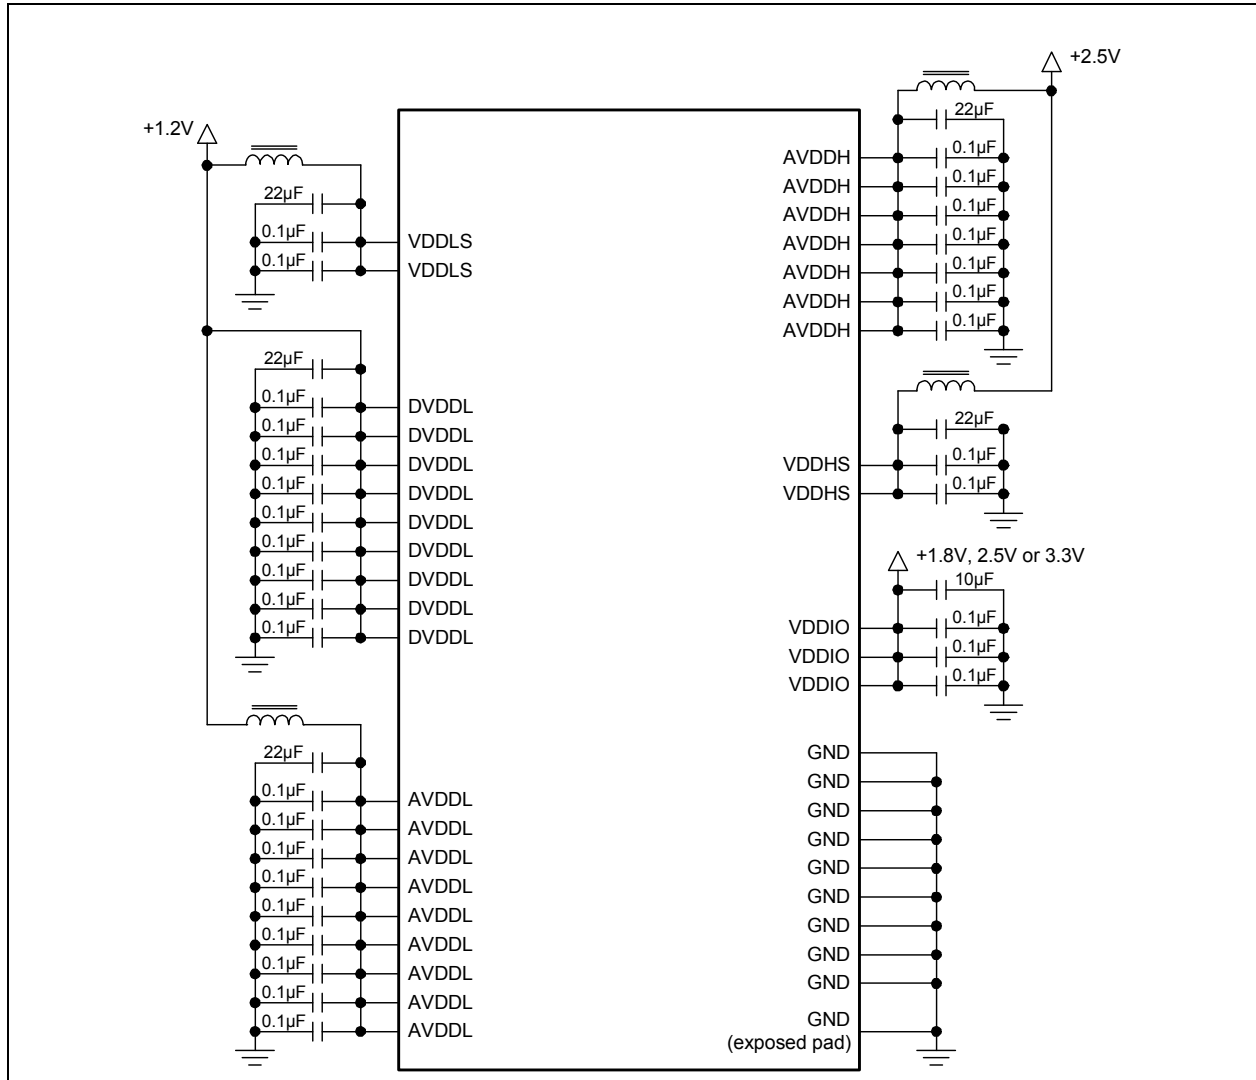 +1.2V
22µF
0.1µF
VDDLS
0.1µF
VDDLS
22µF
0.1µF
DVDDL
0.1µF
DVDDL
0.1µF
DVDDL
0.1µF
DVDDL
0.1µF
DVDDL
0.1µF
DVDDL
0.1µF
DVDDL
0.1µF
DVDDL
0.1µF
DVDDL
22µF
0.1µF
AVDDL
0.1µF
AVDDL
0.1µF
AVDDL
0.1µF
AVDDL
0.1µF
AVDDL
0.1µF
AVDDL
0.1µF
AVDDL
0.1µF
AVDDL
0.1µF
AVDDL
+2.5V
22µF
AVDDH
0.1µF
AVDDH
0.1µF
AVDDH
0.1µF
AVDDH
0.1µF
AVDDH
0.1µF
AVDDH
0.1µF
AVDDH
0.1µF
22µF
VDDHS
0.1µF
VDDHS
0.1µF
+1.8V, 2.5V or 3.3V
10µF
VDDIO
0.1µF
VDDIO
0.1µF
VDDIO
0.1µF
GND
GND
GND
GND
GND
GND
GND
GND
GND
GND
(exposed pad)